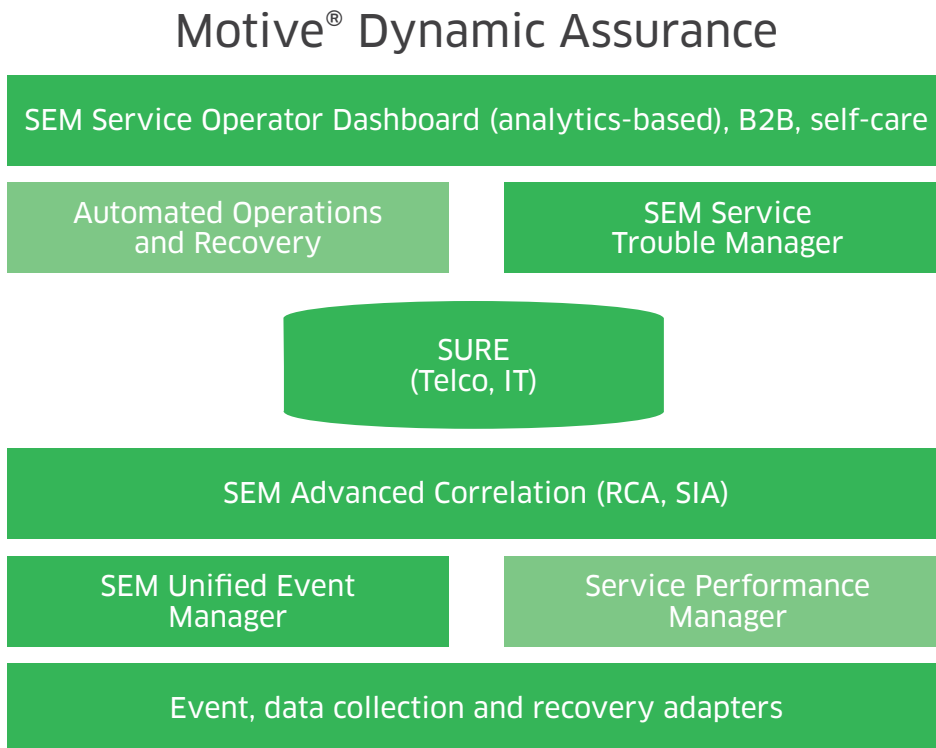 Motive® Dynamic Assurance
SEM Service Operator Dashboard (analytics-based), B2B, self-care
Automated Operations
and Recovery
SEM Service
Trouble Manager
SURE
(Telco, IT)
SEM Advanced Correlation (RCA, SIA)
SEM Unified Event
Manager
Service Performance
Manager
Event, data collection and recovery adapters